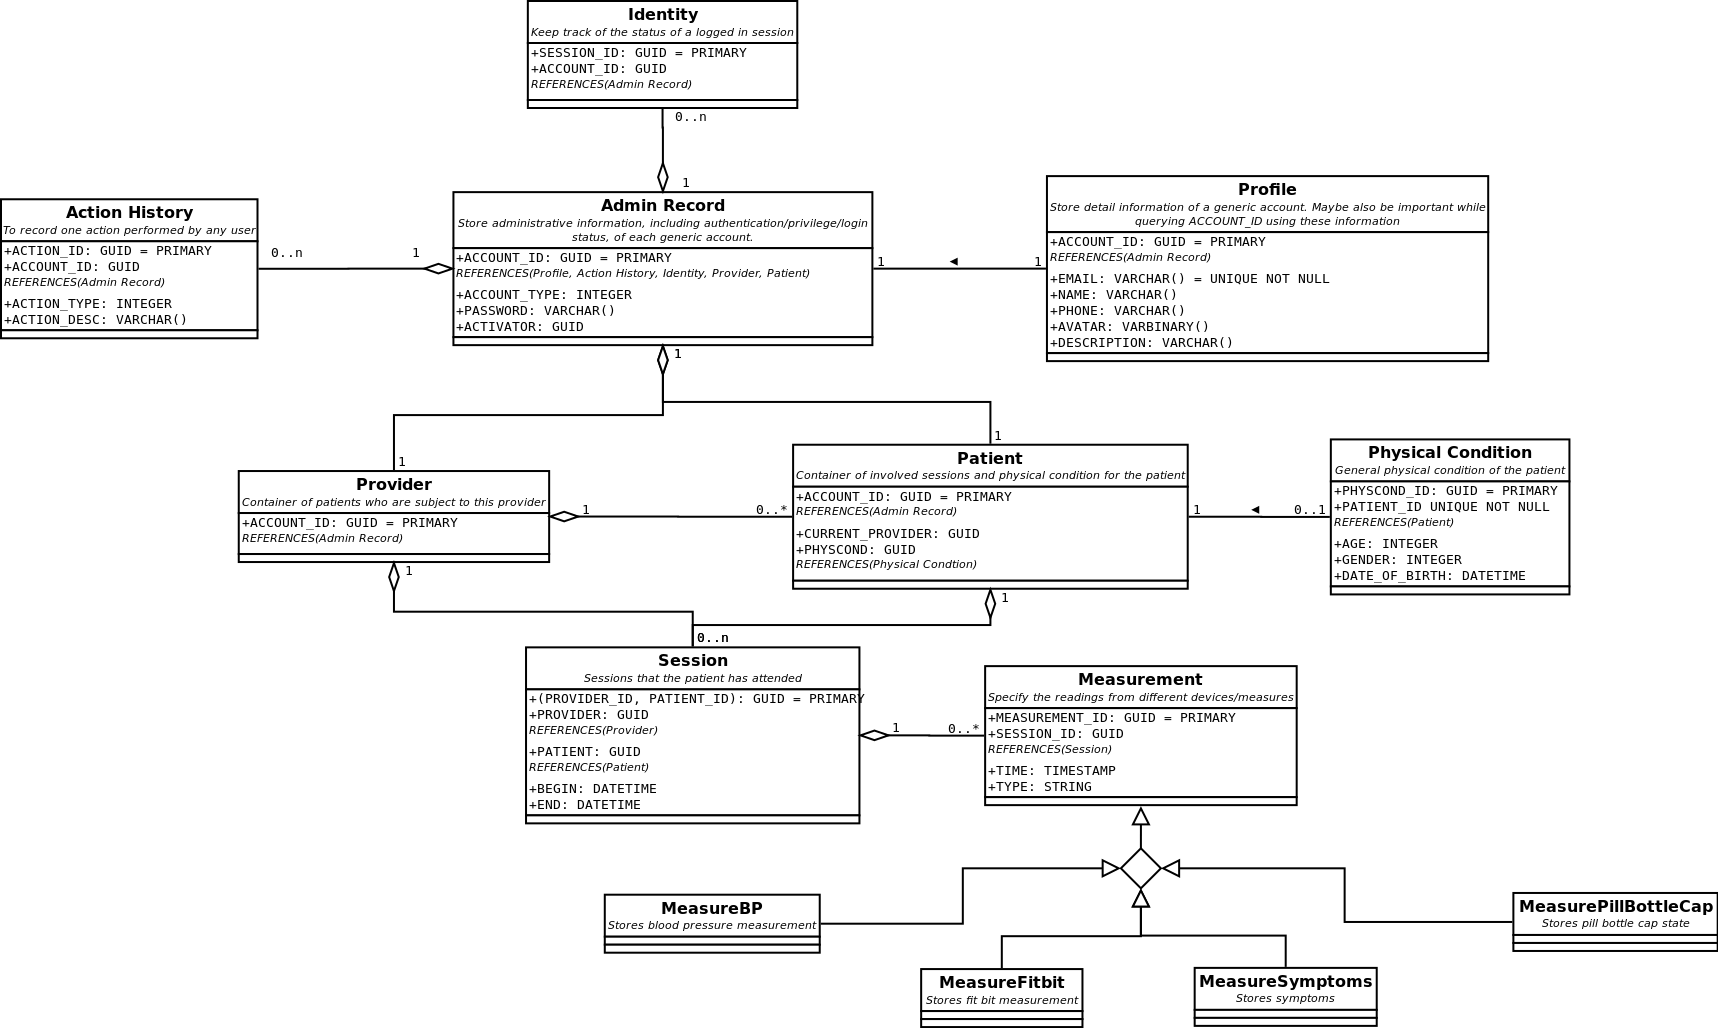 Identity
Keep track of the status of a logged in session
+SESSION_ID: GUID = PRIMARY
+ACCOUNT_ID: GUID
REFERENCES(Admin Record)
0..n
1
Action History
To record one action performed by any user
+ACTION_ID: GUID = PRIMARY
+ACCOUNT_ID: GUID
REFERENCES(Admin Record)
+ACTION_TYPE: INTEGER
+ACTION_DESC: VARCHAR()
0..n
1
Admin Record
Store administrative information, including authentication/privilege/login
status, of each generic account.
+ACCOUNT_ID: GUID = PRIMARY
REFERENCES(Profile, Action History, Identity, Provider, Patient)
+ACCOUNT_TYPE: INTEGER
+PASSWORD: VARCHAR()
+ACTIVATOR: GUID
1
1
Profile
Store detail information of a generic account. Maybe also be important while
querying ACCOUNT_ID using these information
+ACCOUNT_ID: GUID = PRIMARY
REFERENCES(Admin Record)
+EMAIL: VARCHAR() = UNIQUE NOT NULL
+NAME: VARCHAR()
+PHONE: VARCHAR()
+AVATAR: VARBINARY()
+DESCRIPTION: VARCHAR()
1
1
1
Provider
Container of patients who are subject to this provider
+ACCOUNT_ID: GUID = PRIMARY
REFERENCES(Admin Record)
1
0..*
Patient
Container of involved sessions and physical condition for the patient
+ACCOUNT_ID: GUID = PRIMARY
REFERENCES(Admin Record)
+CURRENT_PROVIDER: GUID
+PHYSCOND: GUID
REFERENCES(Physical Condtion)
1
0..1
Physical Condition
General physical condition of the patient
+PHYSCOND_ID: GUID = PRIMARY
+PATIENT_ID UNIQUE NOT NULL
REFERENCES(Patient)
+AGE: INTEGER
+GENDER: INTEGER
+DATE_OF_BIRTH: DATETIME
1
1
0..n
Session
Sessions that the patient has attended
+(PROVIDER_ID, PATIENT_ID): GUID = PRIMARY
+PROVIDER: GUID
REFERENCES(Provider)
+PATIENT: GUID
REFERENCES(Patient)
+BEGIN: DATETIME
+END: DATETIME
1
0..*
Measurement
Specify the readings from different devices/measures
+MEASUREMENT_ID: GUID = PRIMARY
+SESSION_ID: GUID
REFERENCES(Session)
+TIME: TIMESTAMP
+TYPE: STRING
MeasureBP
Stores blood pressure measurement
MeasurePillBottleCap
Stores pill bottle cap state
MeasureFitbit
Stores fit bit measurement
MeasureSymptoms
Stores symptoms